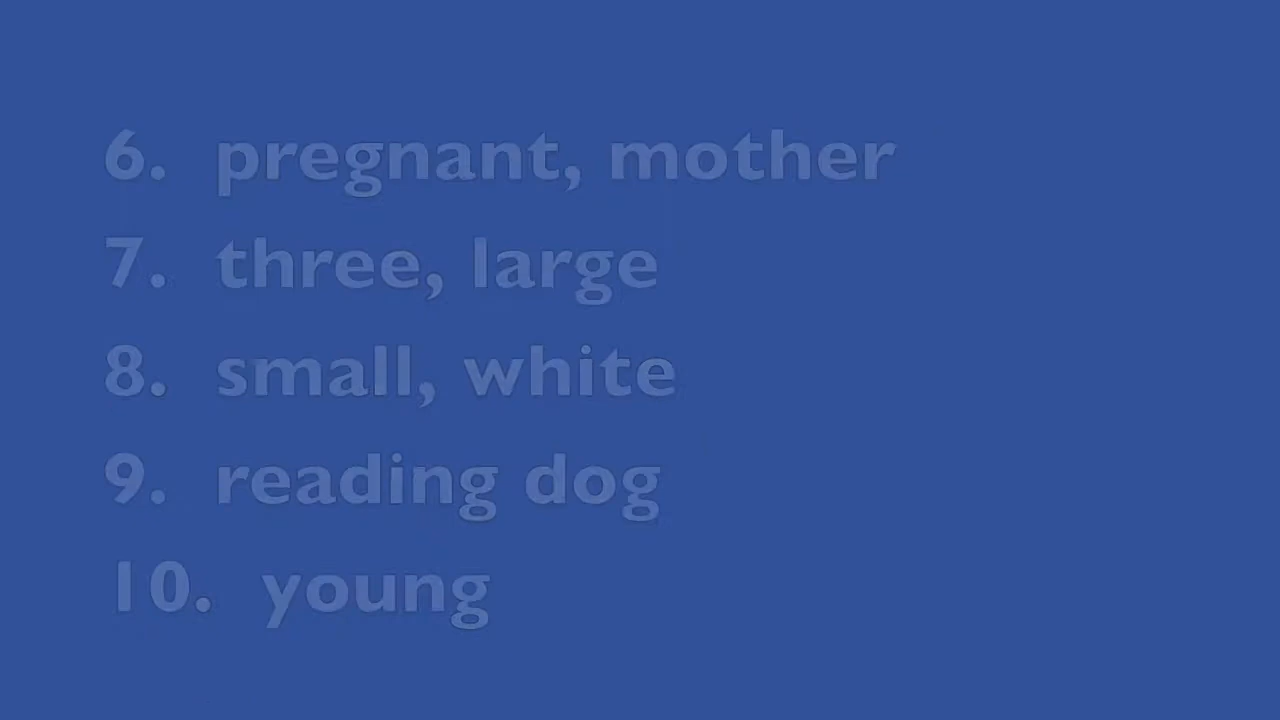 6. pregnant, mother
7. three, large
8. small, white
9. reading dog
10. young